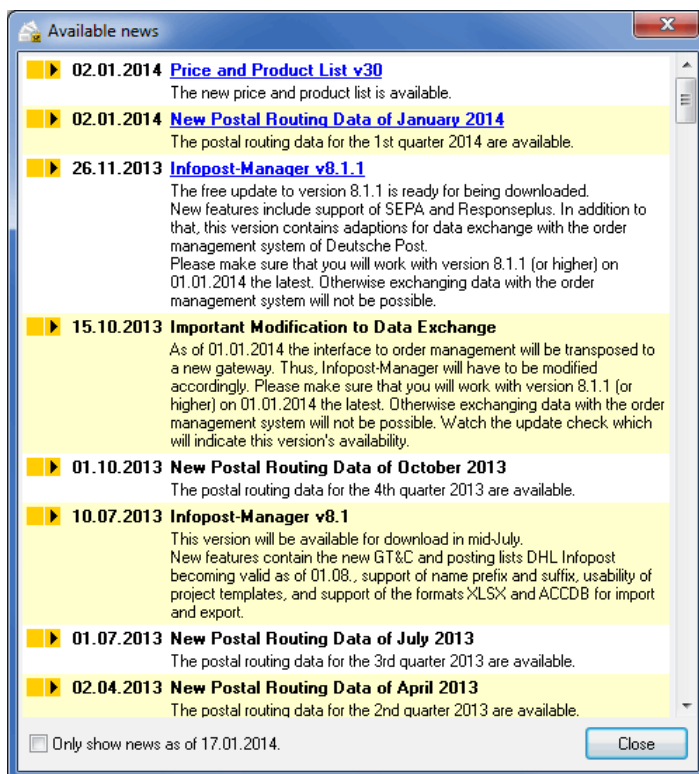 Available news
02.01.2014 Price and Product List v30
The new price and product list is available.
02.01.2014 New Postal Routing Data of January 2014
The postal routing data for the 1st quarter 2014 are available.
26.11.2013 Infopost-Manager v8.1.1
The free update to version 8.1.1 is ready for being downloaded.
New features include support of SEPA and Responseplus. In addition to
that, this version contains adaptions for data exchange with the order
management system of Deutsche Post.
Please make sure that you will work with version 8.1.1 (or higher) on
01.01.2014 the latest. Otherwise exchanging data with the order
management system will not be possible.
15.10.2013 Important Modification to Data Exchange
As of 01.01.2014 the interface to order management will be transposed to
a new gateway. Thus, Infopost-Manager will have to be modified
accordingly. Please make sure that you will work with version 8.1.1 (or
higher) on 01.01.2014 the latest. Otherwise exchanging data with the order
management system will not be possible. Watch the update check which
will indicate this version's availability.
01.10.2013 New Postal Routing Data of October 2013
The postal routing data for the 4th quarter 2013 are available.
10.07.2013 Infopost-Manager v8.1
This version will be available for download in mid-July.
New features contain the new GT&C and posting lists DHL Infopost
becoming valid as of 01.08., support of name prefix and suffix, usability of
project templates, and support of the formats XLSX and ACCDB for import
and export.
01.07.2013 New Postal Routing Data of July 2013
The postal routing data for the 3rd quarter 2013 are available.
02.04.2013 New Postal Routing Data of April 2013
The postal routing data for the 2nd quarter 2013 are available.
Only show news as of 17.01.2014.
Close